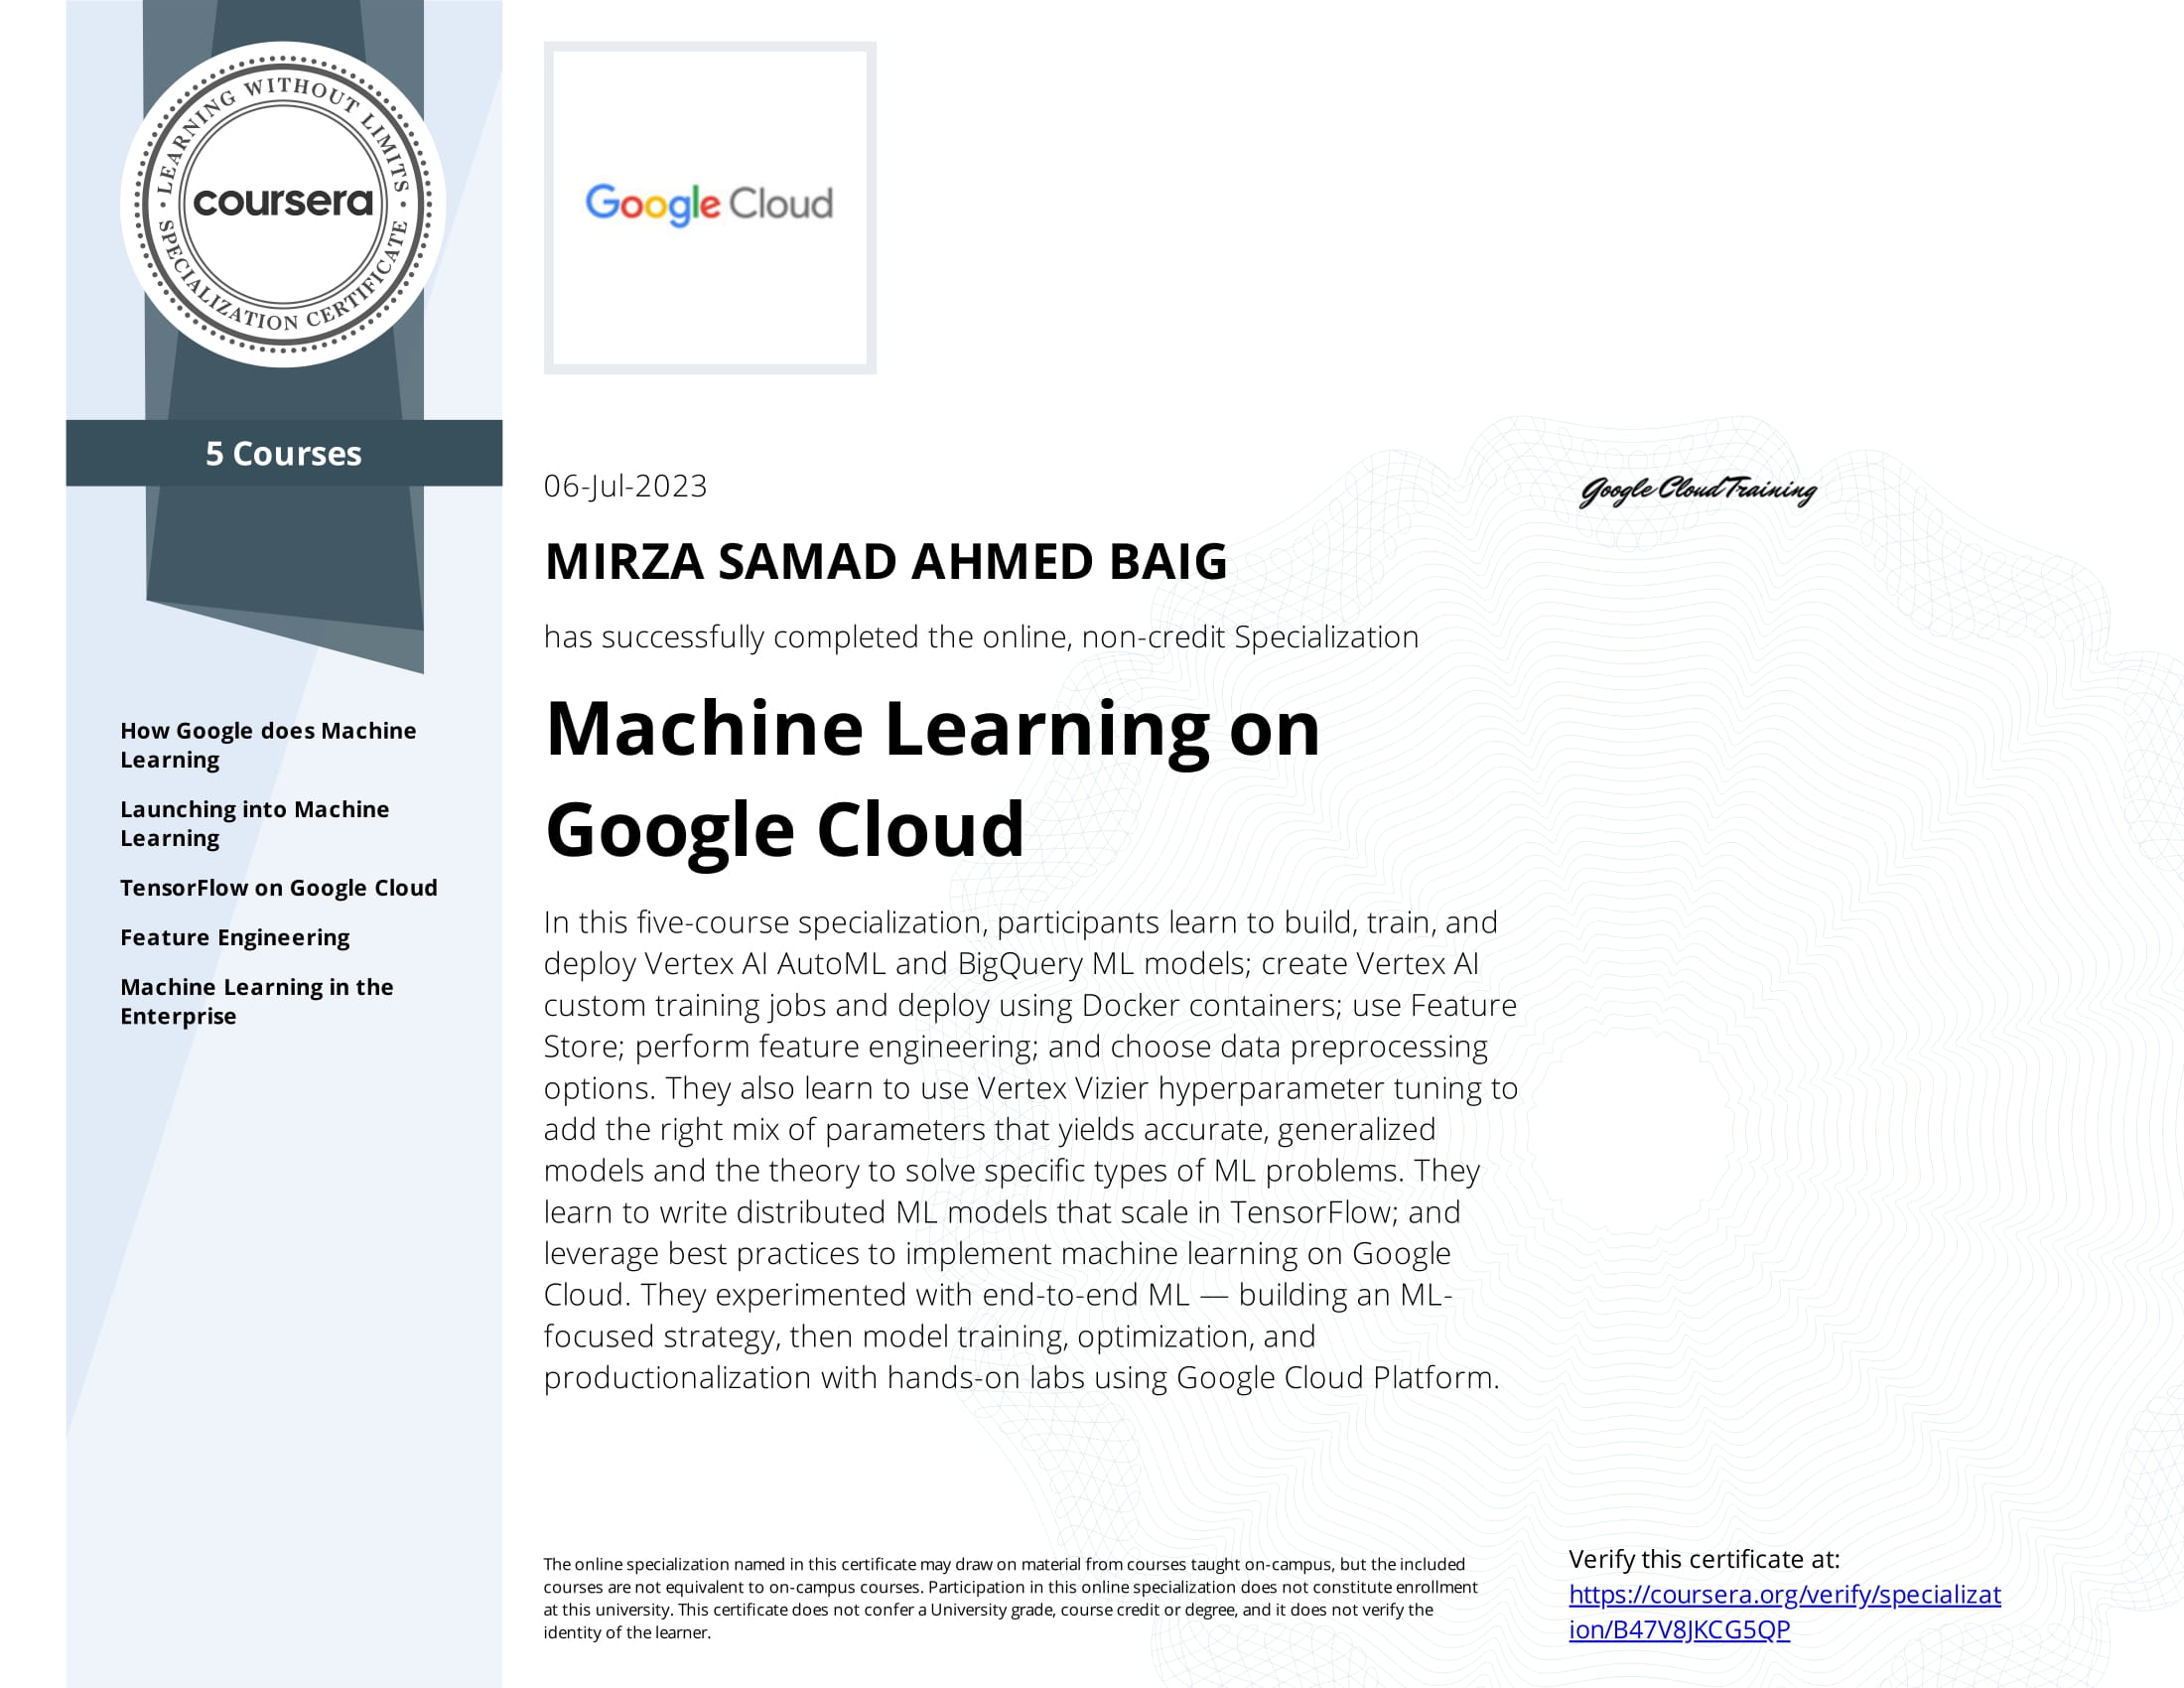 LEARNING WITHOUT LIMITS
coursera
SPECIALIZATION CERTIFICATE
5 Courses
How Google does Machine
Learning
Launching into Machine
Learning
TensorFlow on Google Cloud
Feature Engineering
Machine Learning in the
Enterprise
Google Cloud
06-Jul-2023
Google Cloud Training
MIRZA SAMAD AHMED BAIG
has successfully completed the online, non-credit Specialization
Machine Learning on
Google Cloud
In this five-course specialization, participants learn to build, train, and
deploy Vertex AI AutoML and BigQuery ML models; create Vertex AI
custom training jobs and deploy using Docker containers; use Feature
Store; perform feature engineering; and choose data preprocessing
options. They also learn to use Vertex Vizier hyperparameter tuning to
add the right mix of parameters that yields accurate, generalized
models and the theory to solve specific types of ML problems. They
learn to write distributed ML models that scale in TensorFlow; and
leverage best practices to implement machine learning on Google
Cloud. They experimented with end-to-end ML — building an ML-
focused strategy, then model training, optimization, and
productionalization with hands-on labs using Google Cloud Platform.
The online specialization named in this certificate may draw on material from courses taught on-campus, but the included
courses are not equivalent to on-campus courses. Participation in this online specialization does not constitute enrollment
at this university. This certificate does not confer a University grade, course credit or degree, and it does not verify the
identity of the learner.
Verify this certificate at:
https://coursera.org/verify/specializat
ion/B47V8JKCG5QP